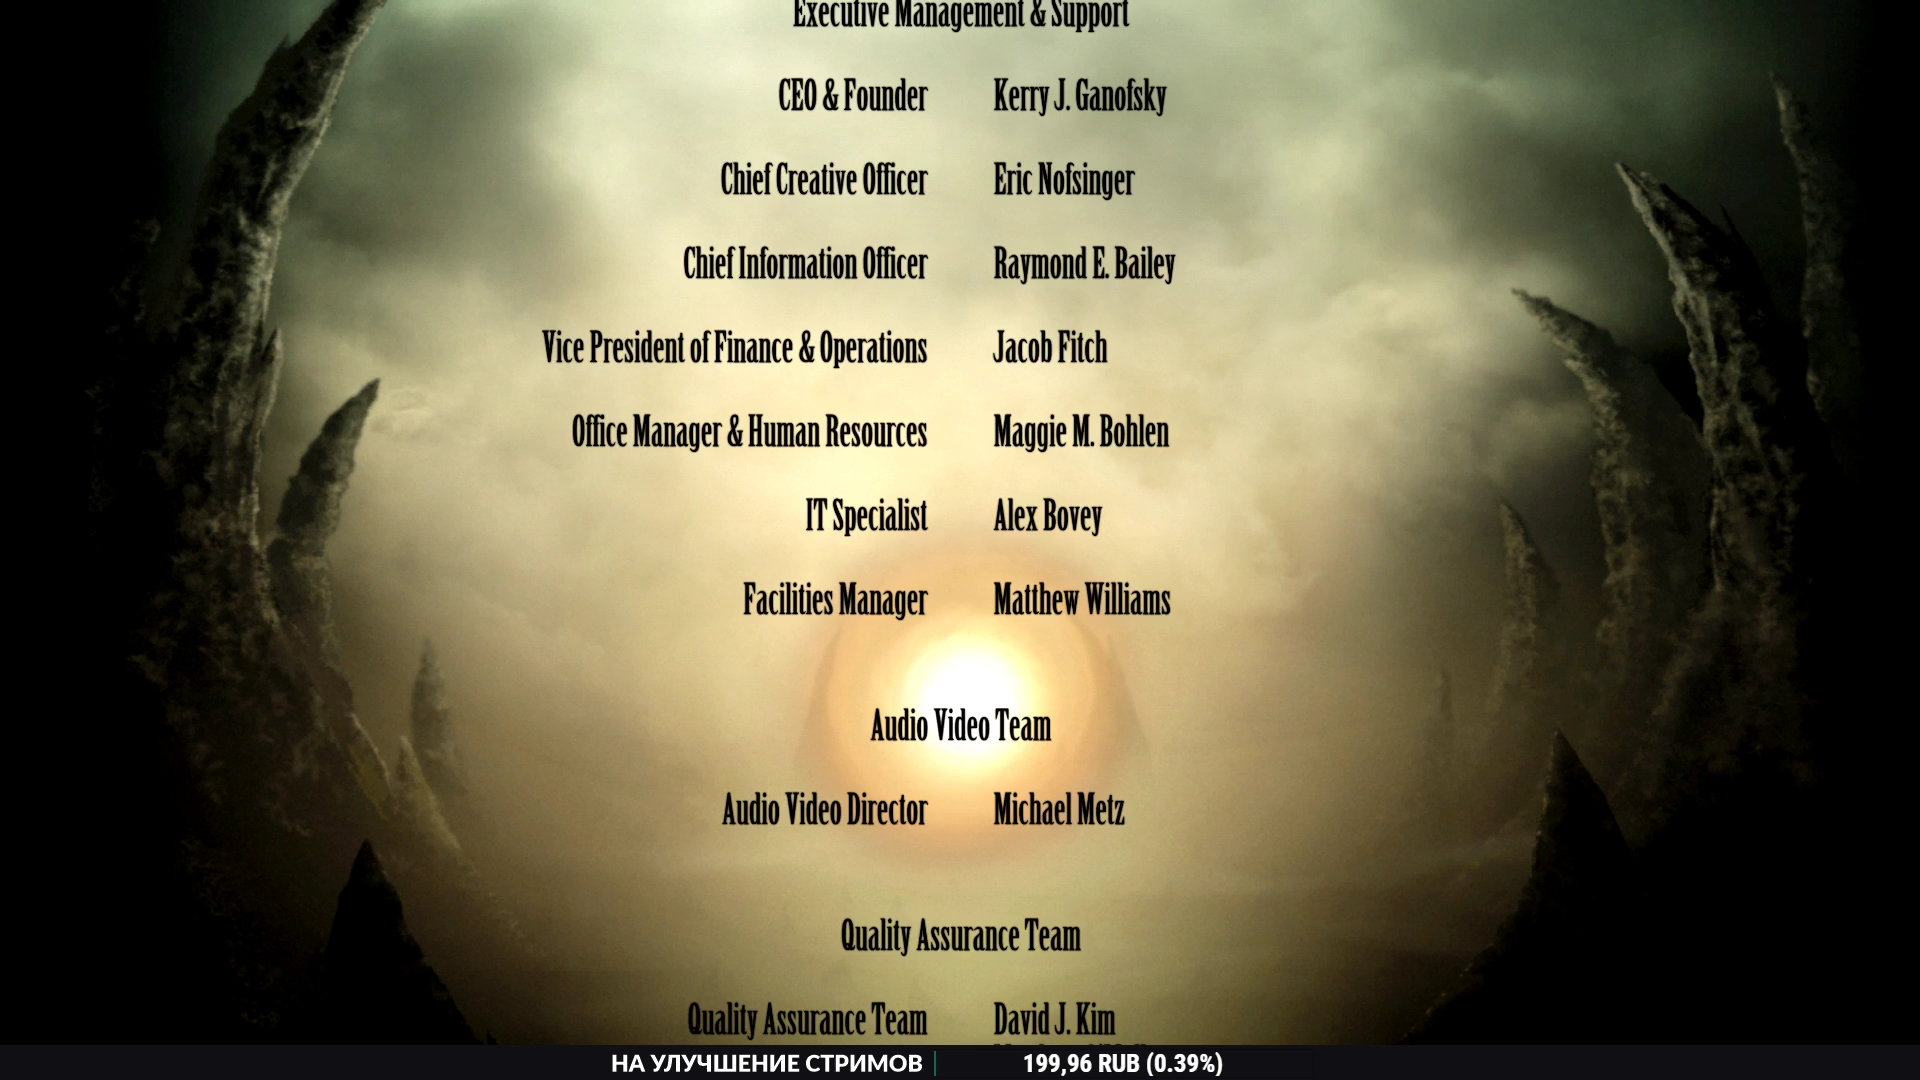 Executive Management & Support
CEO & Founder Kerry J. Ganofsky
Chief Creative Officer Eric Nofsinger
Chief Information Officer Raymond E. Bailey
Vice President of Finance & Operations Jacob Fitch
Office Manager & Human Resources Maggie M. Bohlen
IT Specialist Alex Bovey
Facilities Manager Matthew Williams
Audio Video Team
Audio Video Director Michael Metz
Quality Assurance Team
Quality Assurance Team David J. Kim
НА УЛУЧШЕНИЕ СТРИМОВ 199,96 RUB (0.39%)